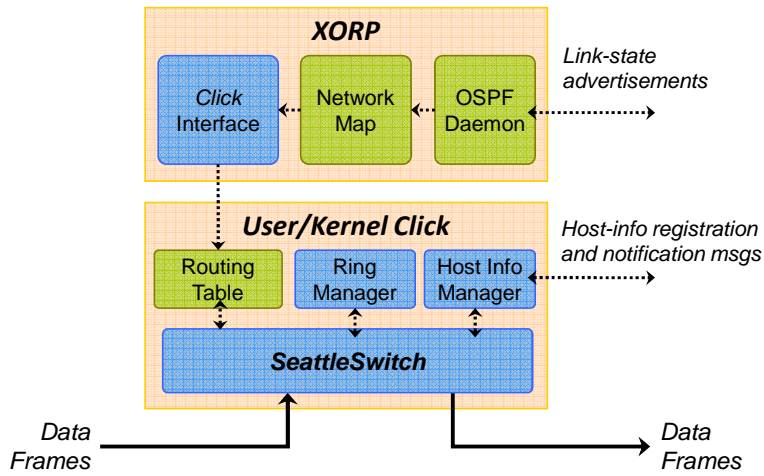 XORP
Click
Interface
Network
Map
OSPF
Daemon
Link-state
advertisements
User/Kernel Click
Routing
Table
Ring
Manager
Host Info
Manager
Host-info registration
and notification msgs
SeattleSwitch
Data
Frames
Data
Frames